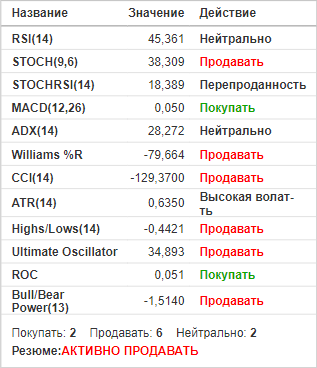 Название Значение Действие
RSI(14) 45,361 Нейтрально
STOCH(9,6) 38,309 Продавать
STOCHRSI(14) 18,389 Перепроданность
MACD(12,26) 0,050 Покупать
ADX(14) 28,272 Нейтрально
Williams %R -79,664 Продавать
CCI(14) -129,3700 Продавать
ATR(14) 0,6350 Высокая волат-
ть
Highs/Lows(14) -0,4421 Продавать
Ultimate Oscillator 34,893 Продавать
ROC 0,051 Покупать
Bull/Bear
Power(13) -1,5140 Продавать
Покупать: 2 Продавать: 6 Нейтрально: 2
Резюме:АКТИВНО ПРОДАВАТЬ